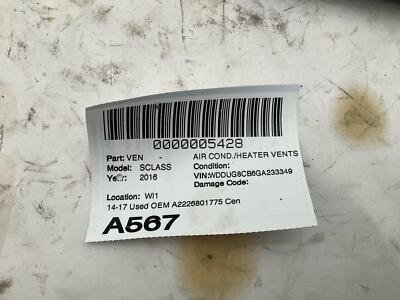 0000005428
Part: VEN - AIR COND./HEATER VENTS
Model: SCLASS Condition:
Year: 2016 VIN:WDDUG8CB6GA233349
Damage Code:
Location: WI1
14-17 Used OEM A2226801775 Cen
A567